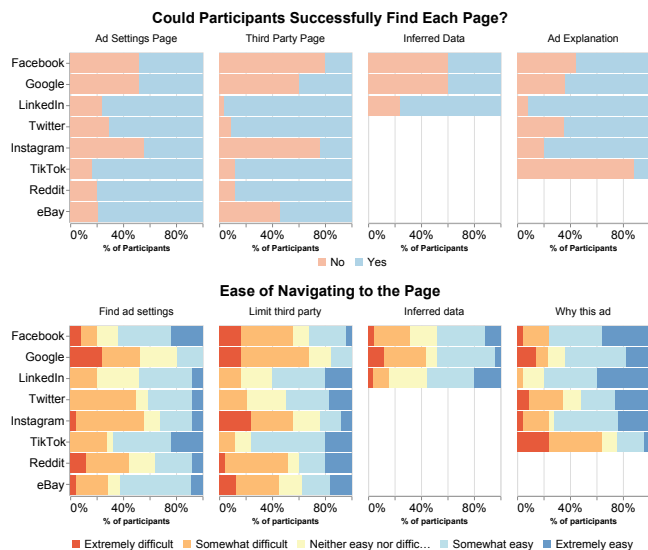 Could Participants Successfully Find Each Page?
Ad Settings Page Third Party Page Inferred Data Ad Explanation
Facebook
Google
LinkedIn
Twitter
Instagram
TikTok
Reddit
eBay
0% 40% 80% 0% 40% 80% 0% 40% 80% 0% 40% 80%
% of Participants % of Participants % of Participants % of Participants
No Yes
Ease of Navigating to the Page
Find ad settings Limit third party Inferred data Why this ad
Facebook
Google
LinkedIn
Twitter
Instagram
TikTok
Reddit
eBay
0% 40% 80% 0% 40% 80% 0% 40% 80% 0% 40% 80%
% of participants % of participants % of participants % of participants
Extremely difficult Somewhat difficult Neither easy nor diffic... Somewhat easy Extremely easy